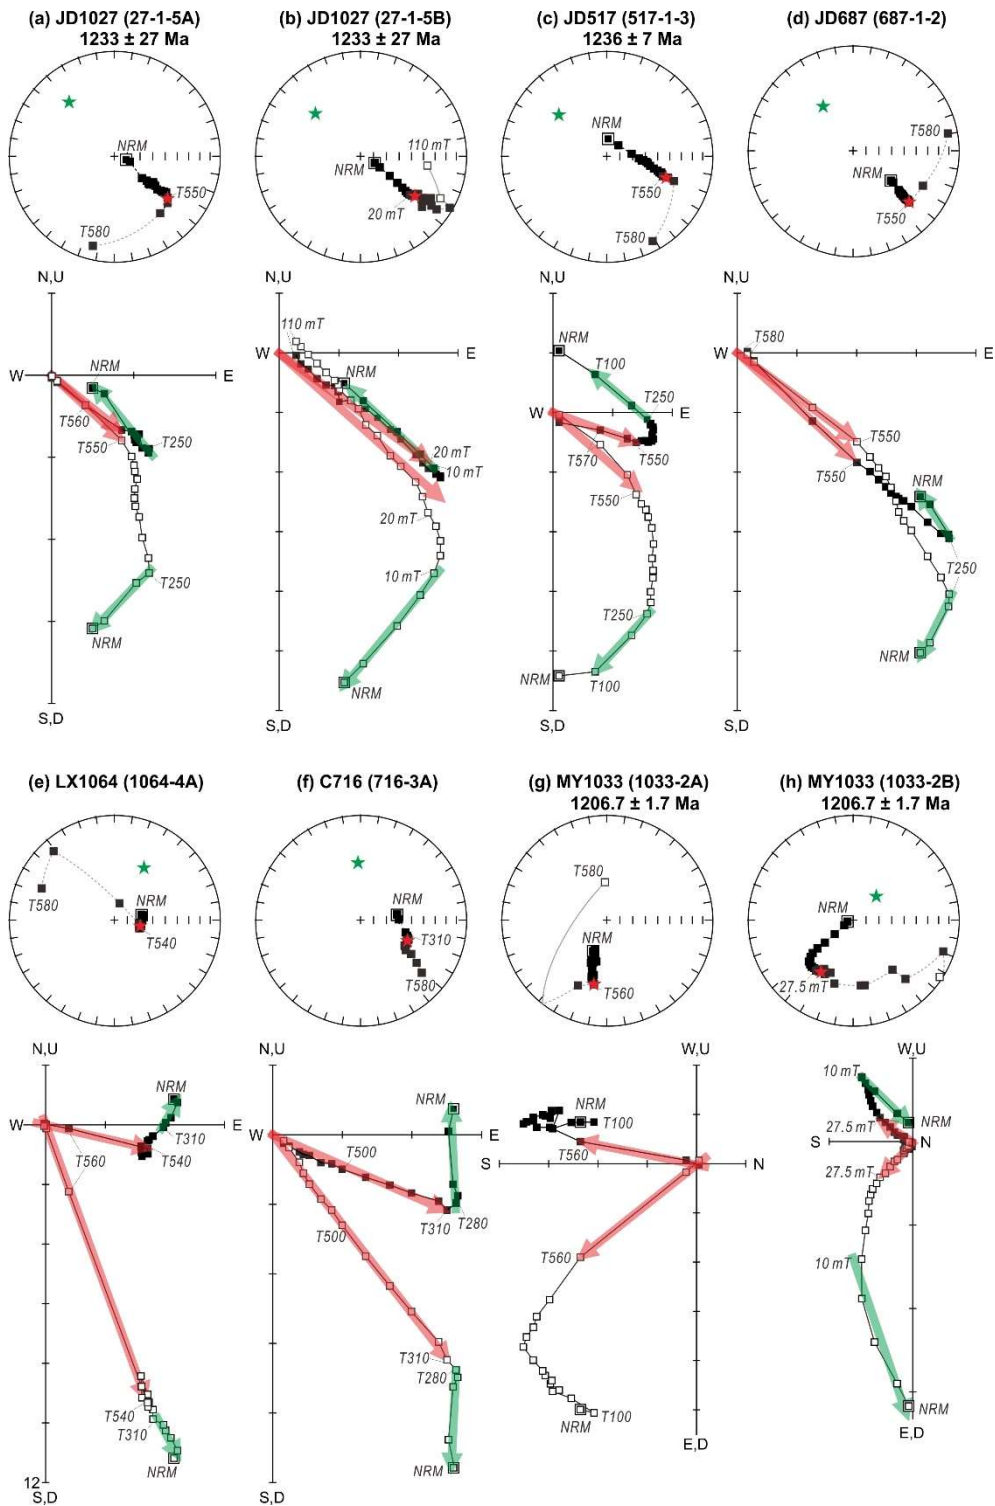 (a) JD1027 (27-1-5A)
1233 ± 27 Ma
NRM
T550
T580
N,U
W
E
NRM
T560
T550
T250
T250
NRM
S,D
(b) JD1027 (27-1-5B)
1233 ± 27 Ma
110 mT
NRM
20 mT
N,U
110 mT
W
E
NRM
20 mT
10 mT
20 mT
10 mT
NRM
S,D
(c) JD517 (517-1-3)
1236 ± 7 Ma
NRM
T550
T580
N,U
NRM
T100
T250
W
E
T570
T550
T550
T250
NRM
T100
S,D
(d) JD687 (687-1-2)
T580
NRM
T550
N,U
T580
W
E
T550
T550
NRM
T250
NRM
S,D
(e) LX1064 (1064-4A)
T580
NRM
T540
N,U
NRM
W
E
T310
T560
T540
T540
T310
NRM
12
S,D
(f) C716 (716-3A)
NRM
T310
T580
N,U
NRM
W
E
T500
T310
T280
T500
T310
T280
NRM
S,D
(g) MY1033 (1033-2A)
1206.7 ± 1.7 Ma
T580
NRM
T560
W,U
NRM
T100
T560
S
N
T560
NRM
T100
E,D
(h) MY1033 (1033-2B)
1206.7 ± 1.7 Ma
NRM
27.5 mT
W,U
10 mT
NRM
27.5 mT
S
N
27.5 mT
10 mT
NRM
E,D